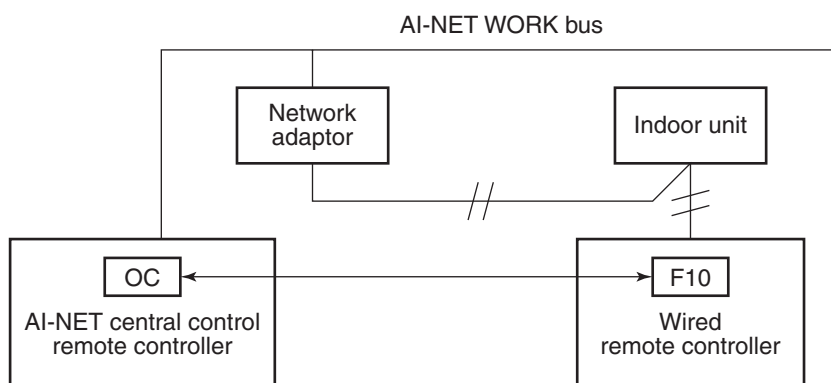 AI-NET WORK bus
Network
adaptor
Indoor unit
OC
F10
AI-NET central control
remote controller
Wired
remote controller